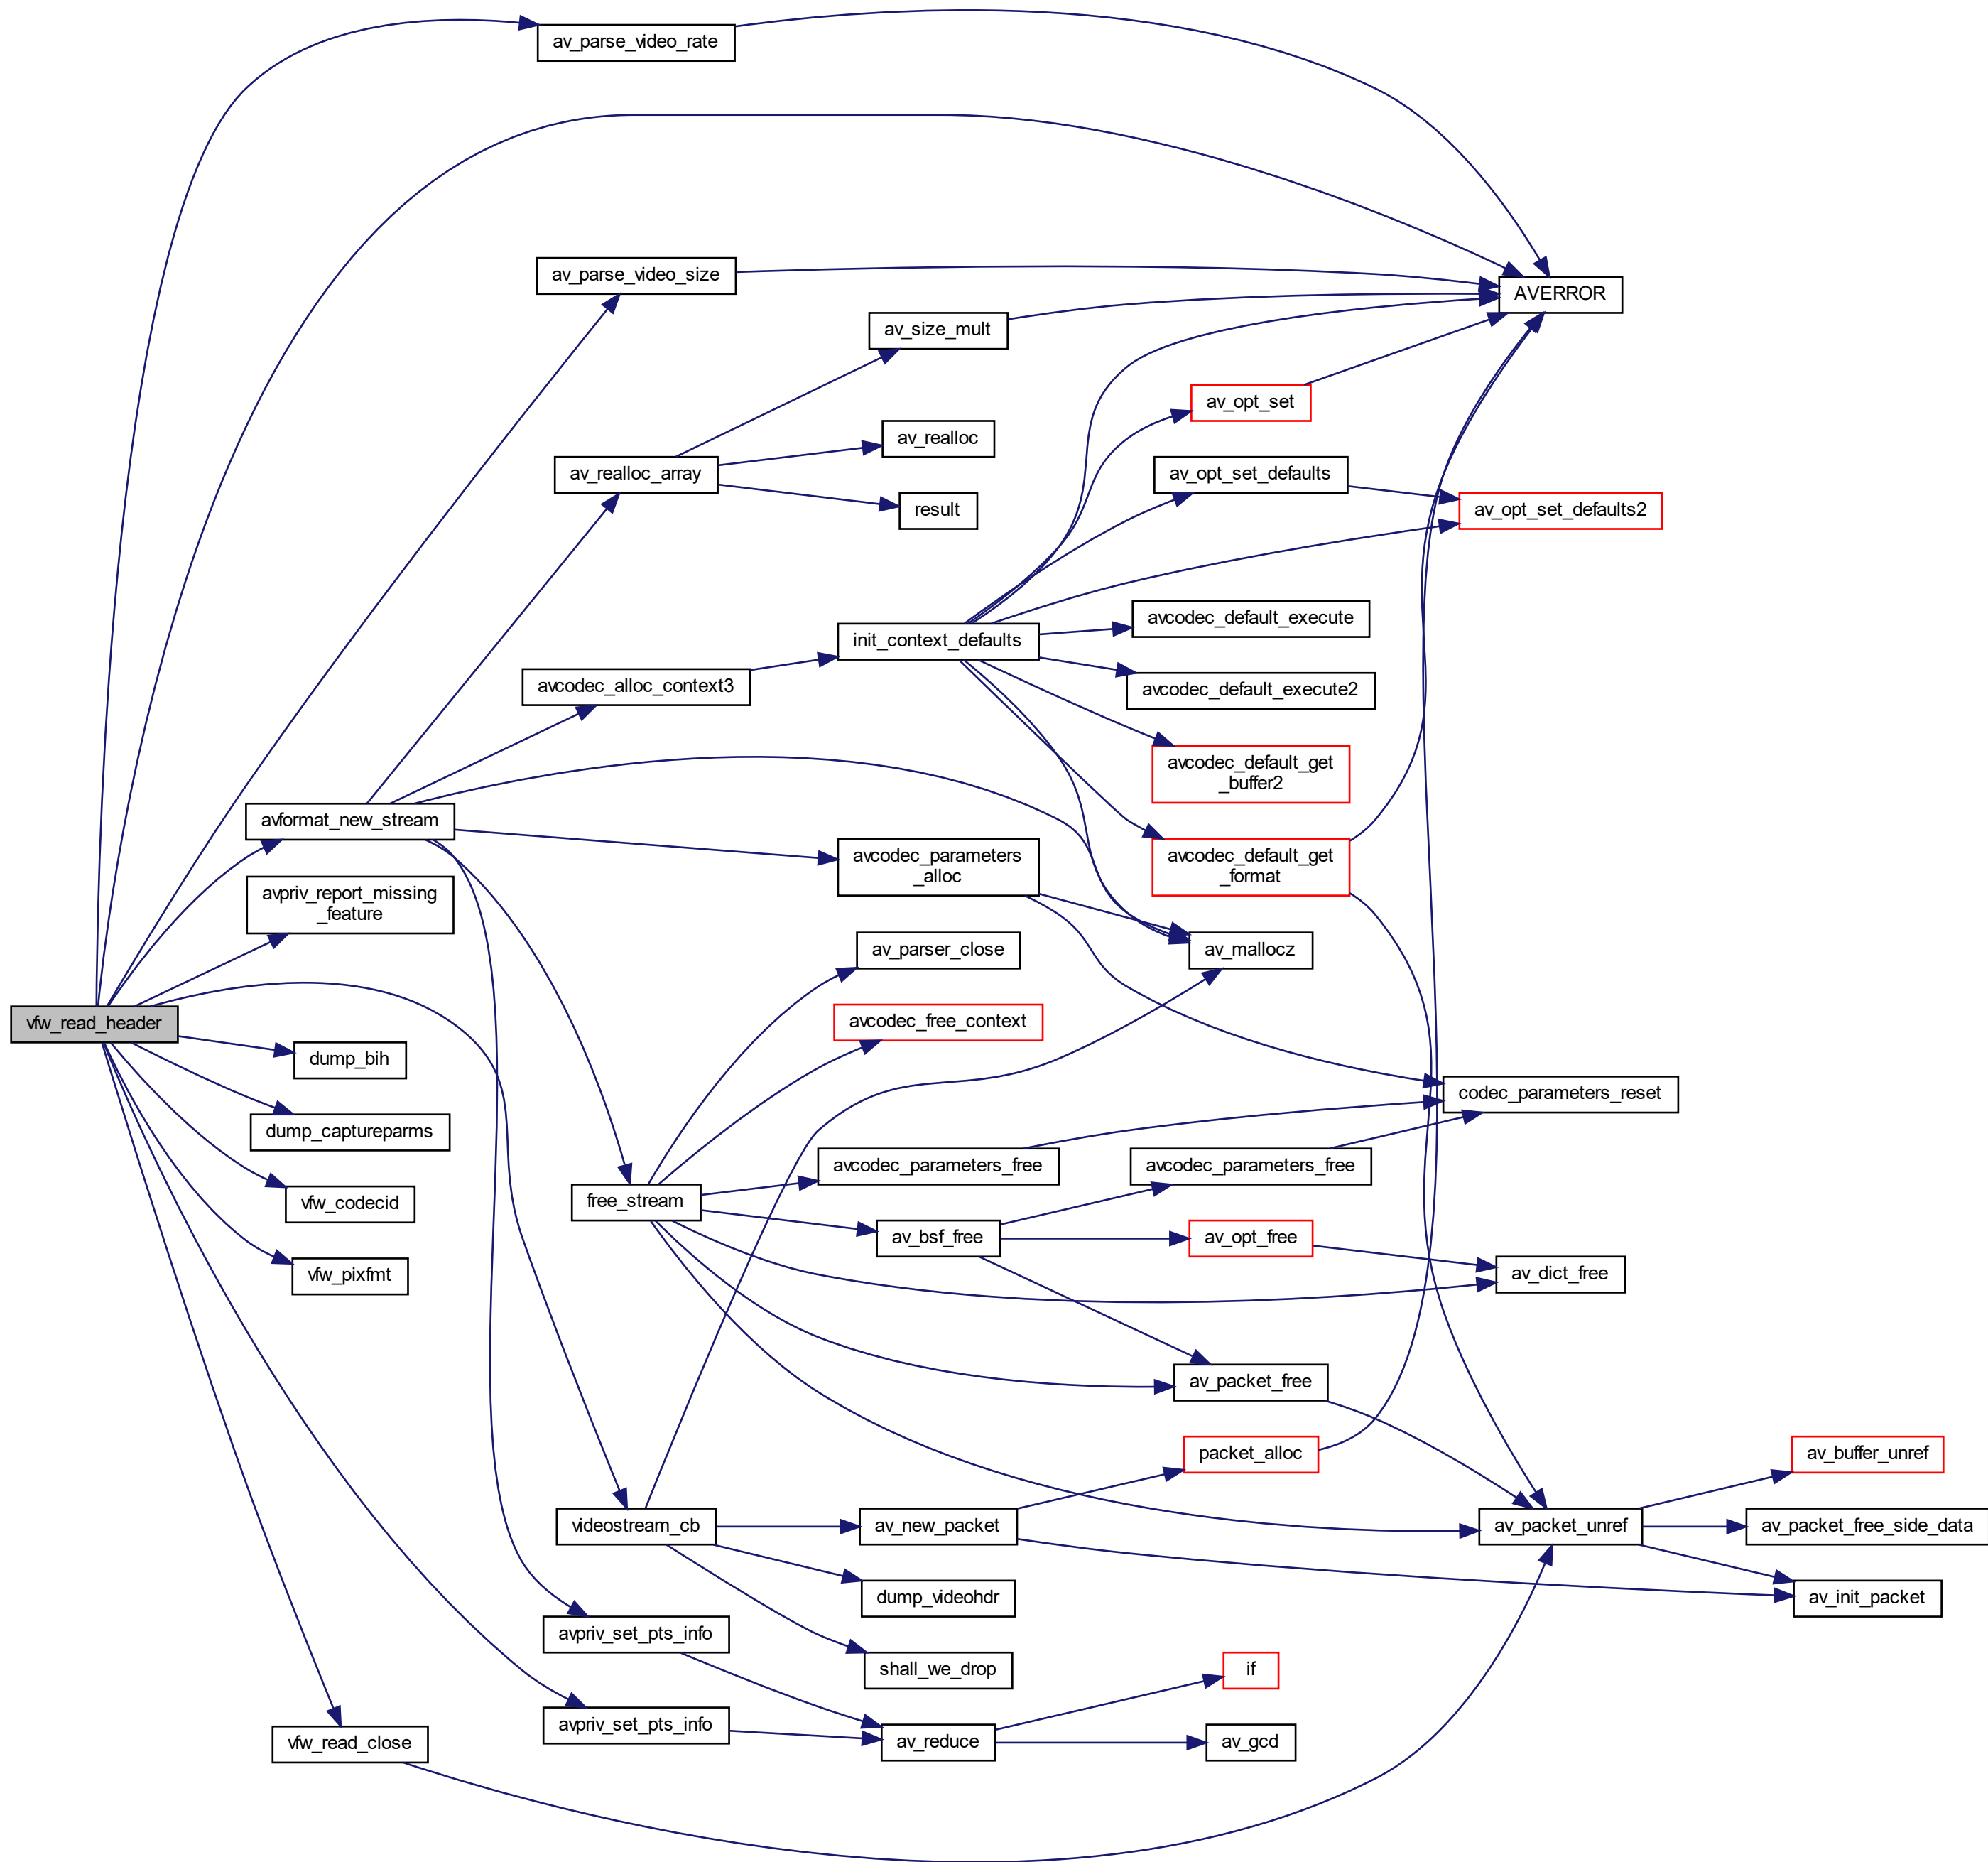 av_parse_video_rate
av_parse_video_size
AVERROR
av_size_mult
av_opt_set
av_realloc
av_realloc_array
av_opt_set_defaults
result
av_opt_set_defaults2
avcodec_default_execute
init_context_defaults
avcodec_alloc_context3
avcodec_default_execute2
avcodec_default_get
_buffer2
avformat_new_stream
avcodec_parameters
_alloc
avcodec_default_get
_format
avpriv_report_missing
_feature
av_parser_close
av_mallocz
vfw_read_header
avcodec_free_context
dump_bih
codec_parameters_reset
dump_captureparms
avcodec_parameters_free
avcodec_parameters_free
vfw_codecid
free_stream
av_bsf_free
av_opt_free
vfw_pixfmt
av_dict_free
av_packet_free
packet_alloc
av_buffer_unref
videostream_cb
av_new_packet
av_packet_unref
av_packet_free_side_data
dump_videohdr
av_init_packet
avpriv_set_pts_info
shall_we_drop
if
avpriv_set_pts_info
vfw_read_close
av_reduce
av_gcd